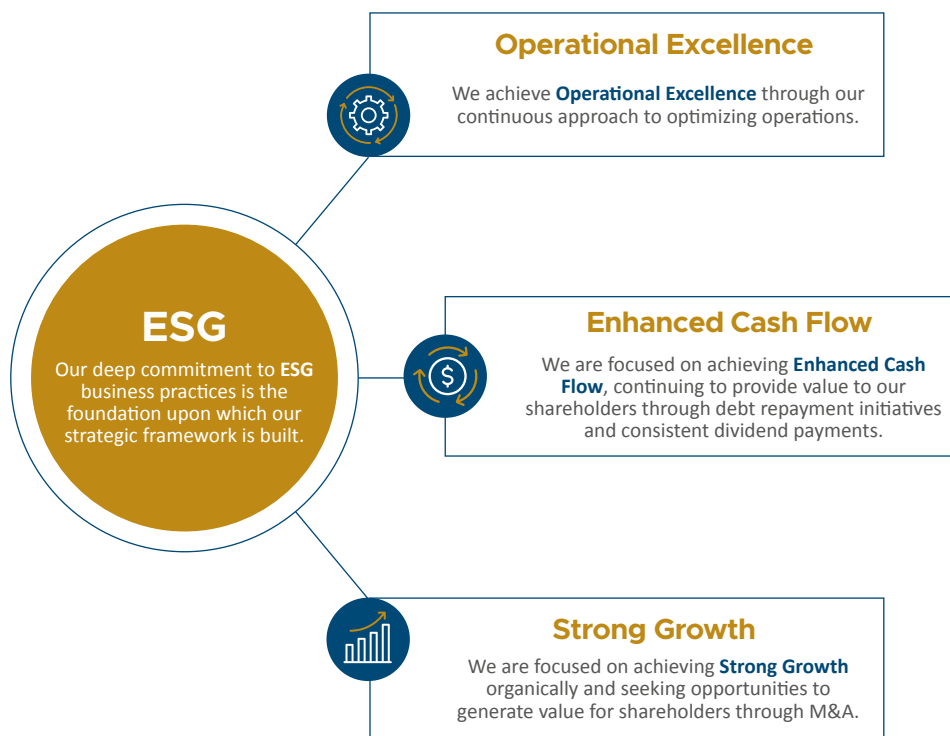 Operational Excellence
We achieve Operational Excellence through our
continuous approach to optimizing operations.
ESG
Our deep commitment to ESG
business practices is the
foundation upon which our
strategic framework is built.
Enhanced Cash Flow
We are focused on achieving Enhanced Cash
Flow, continuing to provide value to our
shareholders through debt repayment initiatives
and consistent dividend payments.
$
Strong Growth
We are focused on achieving Strong Growth
organically and seeking opportunities to
generate value for shareholders through M&A.